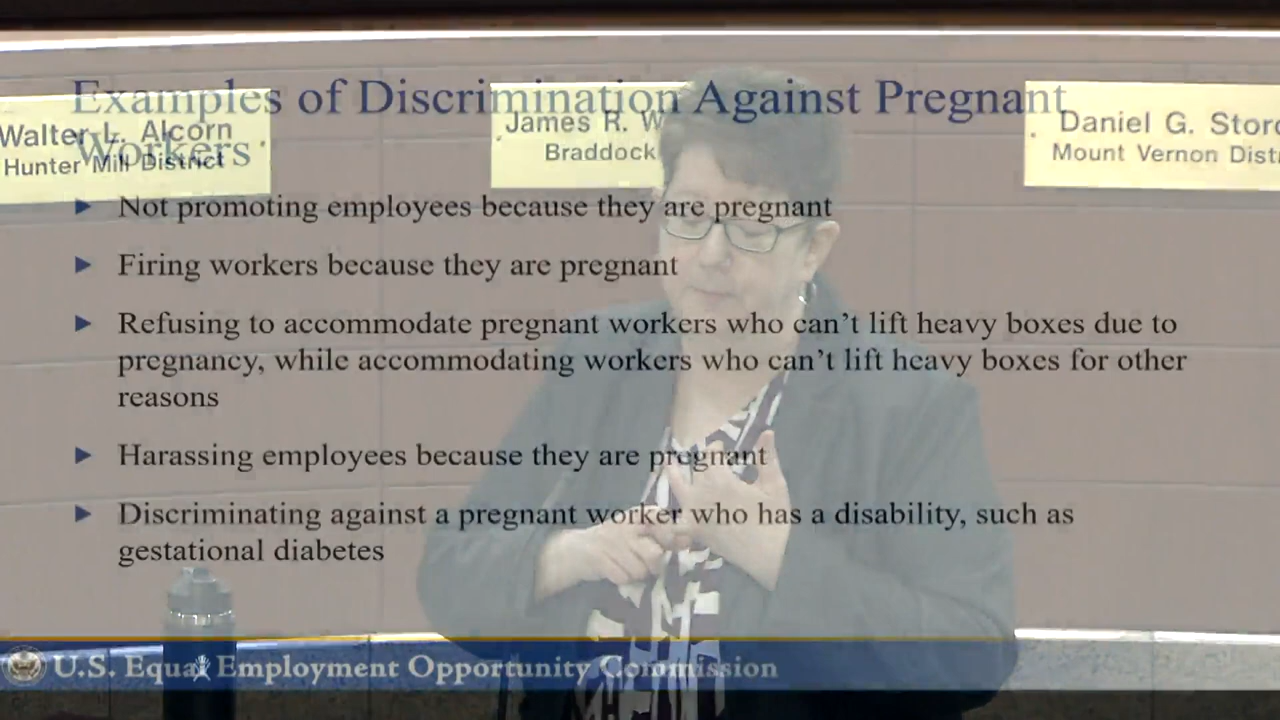 Examples of Discrimination Against Pregnant
Workers
Walter L. Alcorn
Hunter Mill District
James R. W
Braddock
Daniel G. Storc
Mount Vernon Dist
Not promoting employees because they are pregnant
Firing workers because they are pregnant
Refusing to accommodate pregnant workers who can’t lift heavy boxes due to
pregnancy, while accommodating workers who can’t lift heavy boxes for other
reasons
Harassing employees because they are pregnant
Discriminating against a pregnant worker who has a disability, such as
gestational diabetes
U.S. Equal Employment Opportunity Commission